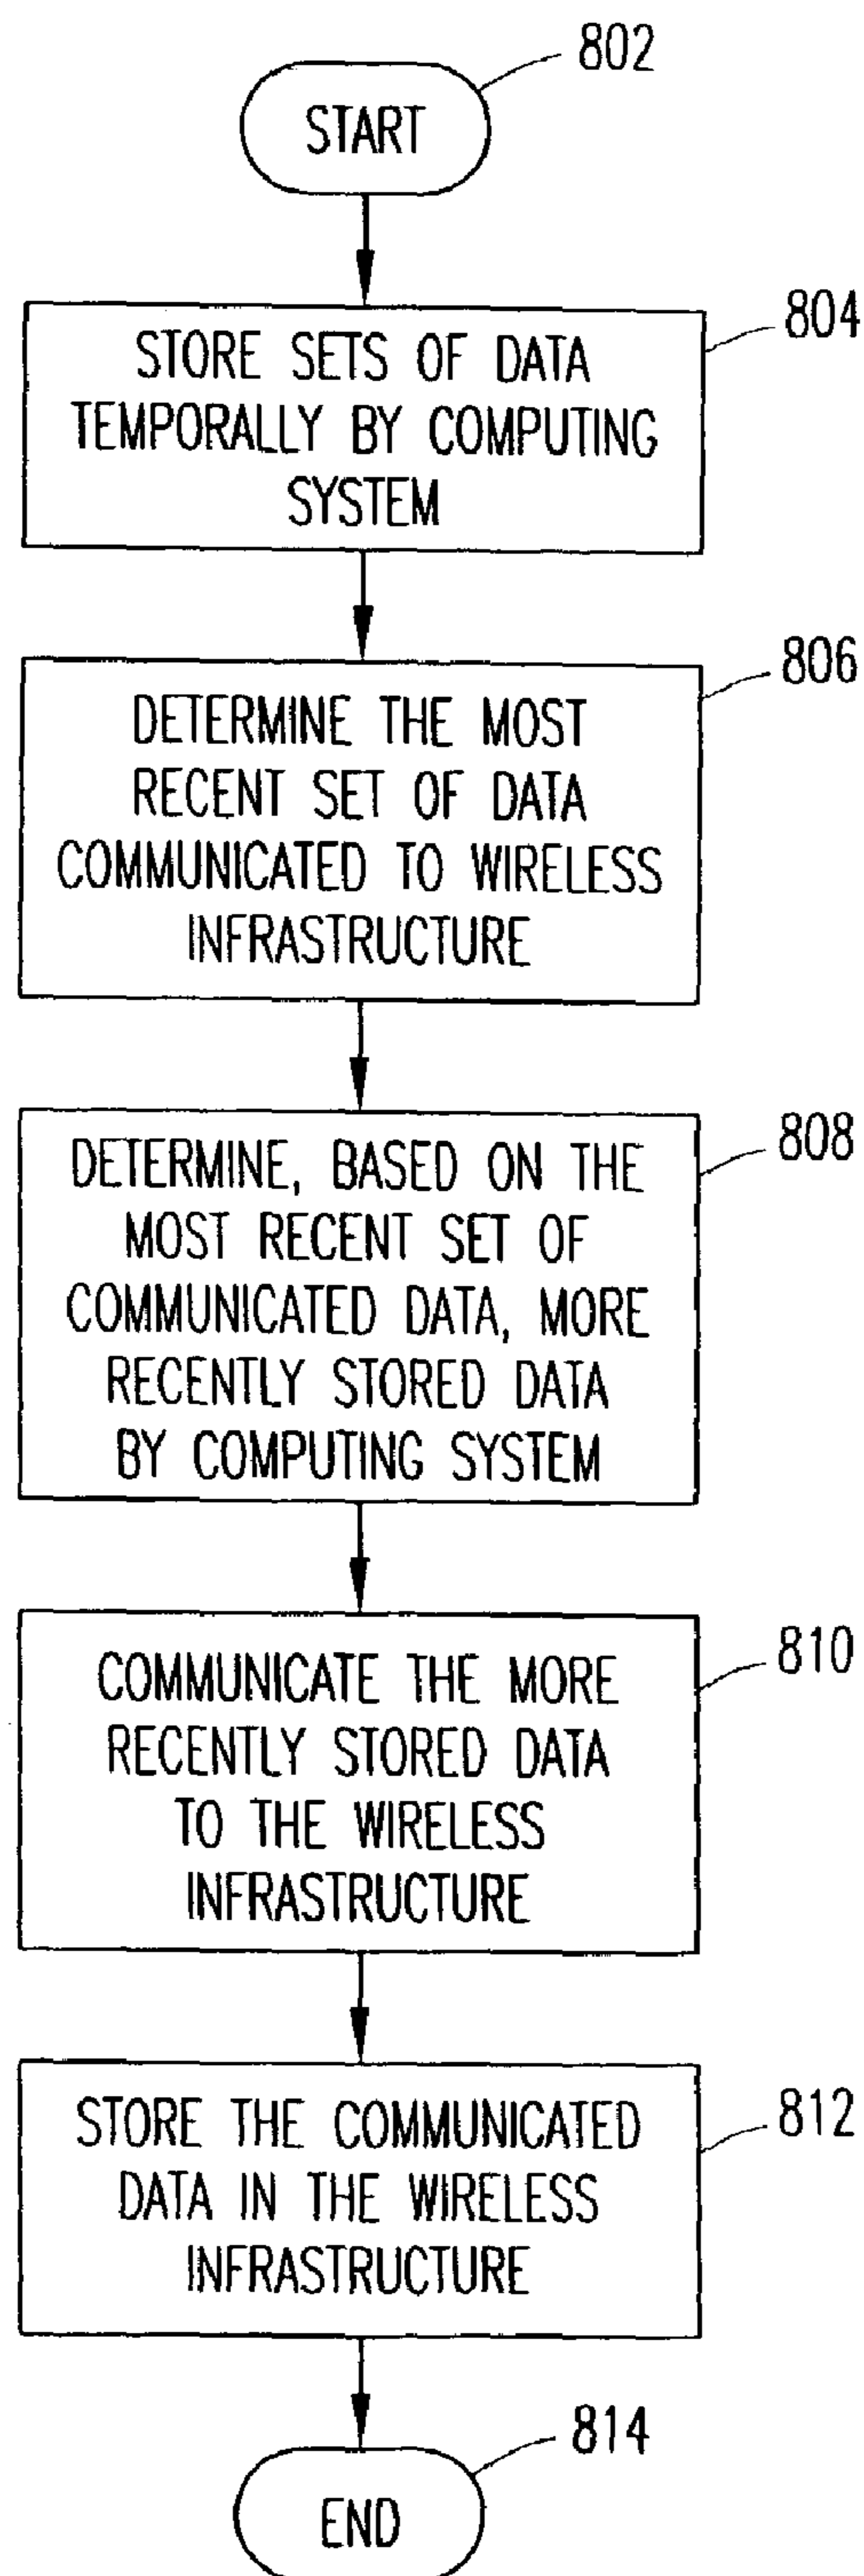 802
START
804
STORE SETS OF DATA
TEMPORALLY BY COMPUTING
SYSTEM
806
DETERMINE THE MOST
RECENT SET OF DATA
COMMUNICATED TO WIRELESS
INFRASTRUCTURE
808
DETERMINE, BASED ON THE
MOST RECENT SET OF
COMMUNICATED DATA, MORE
RECENTLY STORED DATA
BY COMPUTING SYSTEM
810
COMMUNICATE THE MORE
RECENTLY STORED DATA
TO THE WIRELESS
INFRASTRUCTURE
812
STORE THE COMMUNICATED
DATA IN THE WIRELESS
INFRASTRUCTURE
814
END